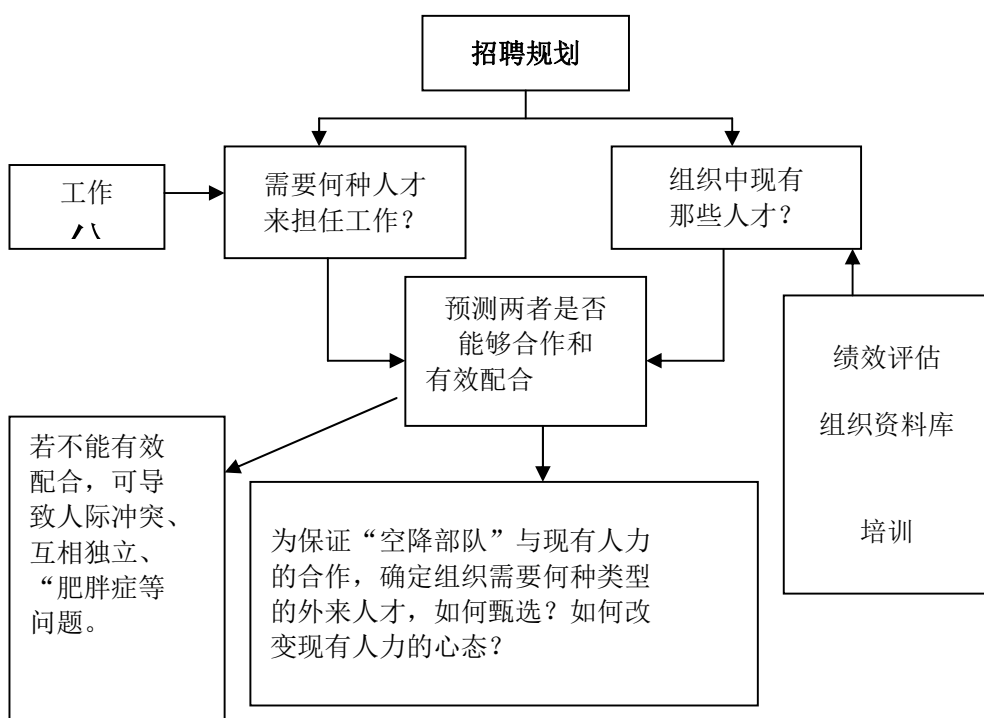 招聘规划
工作
需要何种人才
来担任工作？
组织中现有
那些人才？
预测两者是否
能够合作和
有效配合
绩效评估
组织资料库
培训
若不能有效
配合，可导
致人际冲突、
互相独立、
“肥胖症等
问题。
为保证“空降部队”与现有人力
的合作，确定组织需要何种类型
的外来人才，如何甄选？如何改
变现有人力的心态？